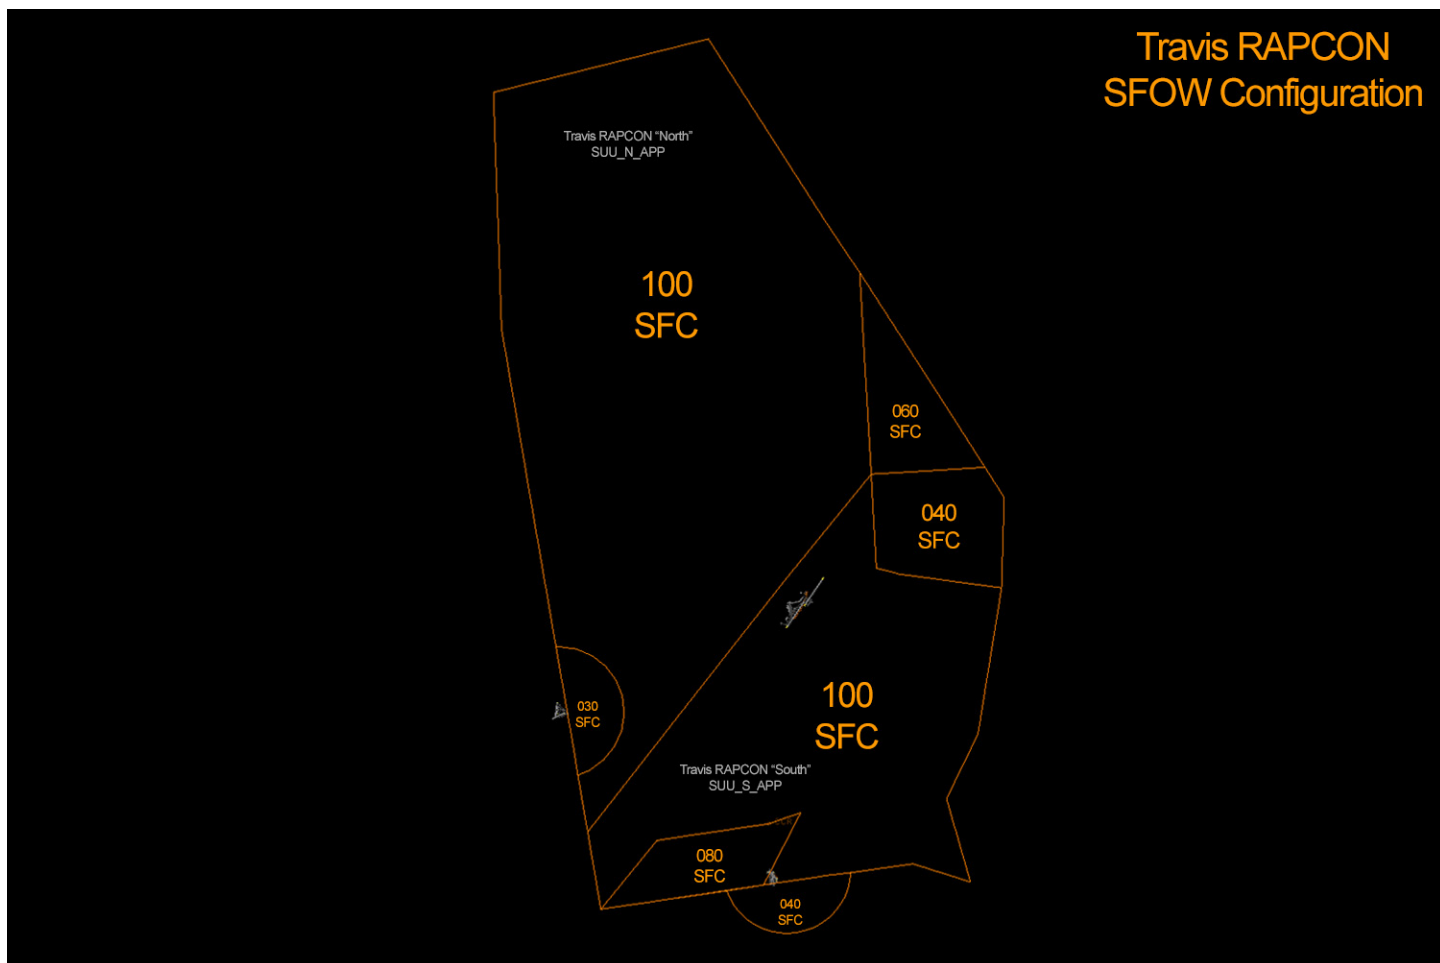 Travis RAPCON
SFOW Configuration
Travis RAPCON "North"
SUU_N_APP
100
SFC
060
SFC
040
SFC
030
SFC
100
SFC
Travis RAPCON "South"
SUU_S_APP
080
SFC
040
SFC